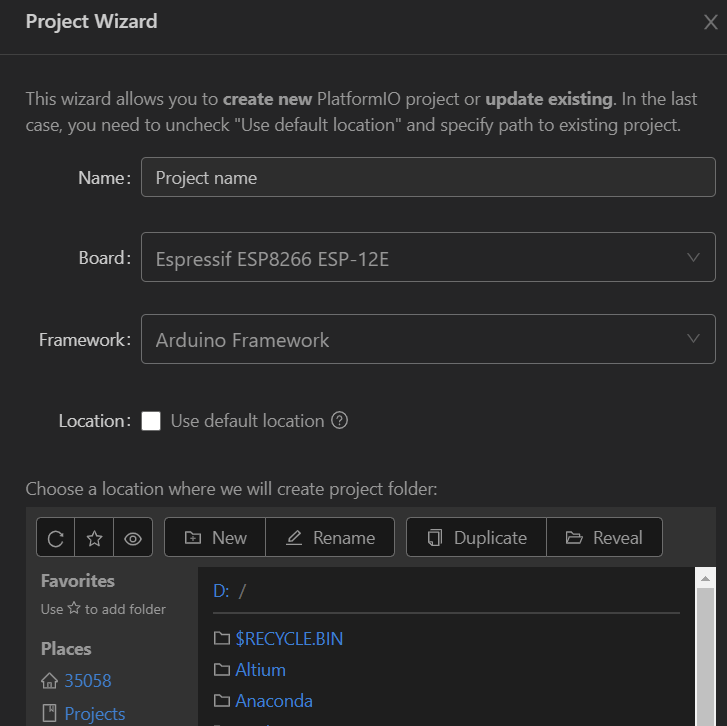 Project Wizard
This wizard allows you to create new PlatformIO project or update existing. In the last
case, you need to uncheck "Use default location" and specify path to existing project.
Name: Project name
Board: Espressif ESP8266 ESP-12E
Framework: Arduino Framework
Location: Use default location
Choose a location where we will create project folder:
New Rename Duplicate Reveal
Favorites
Use to add folder
Places
35058
Projects
D: /
$RECYCLE.BIN
Altium
Anaconda